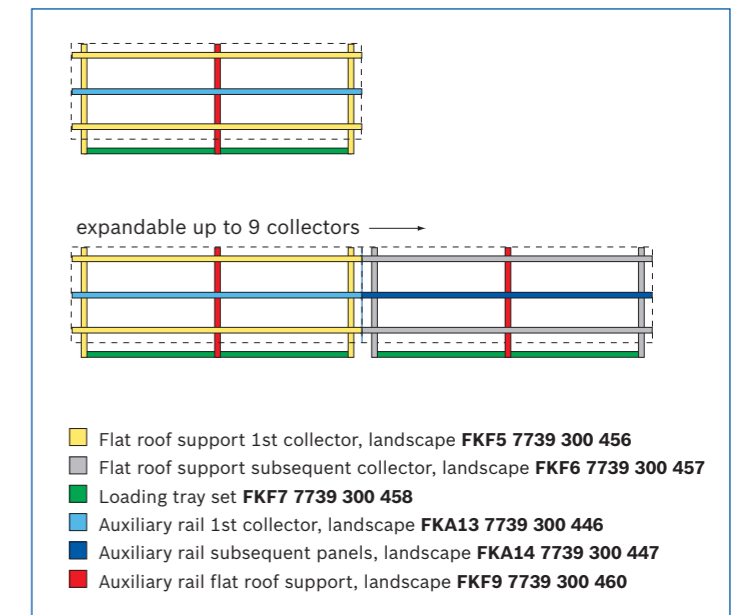 expandable up to 9 collectors
Flat roof support 1st collector, landscape FKF5 7739 300 456
Flat roof support subsequent collector, landscape FKF6 7739 300 457
Loading tray set FKF7 7739 300 458
Auxiliary rail 1st collector, landscape FKA13 7739 300 446
Auxiliary rail subsequent panels, landscape FKA14 7739 300 447
Auxiliary rail flat roof support, landscape FKF9 7739 300 460